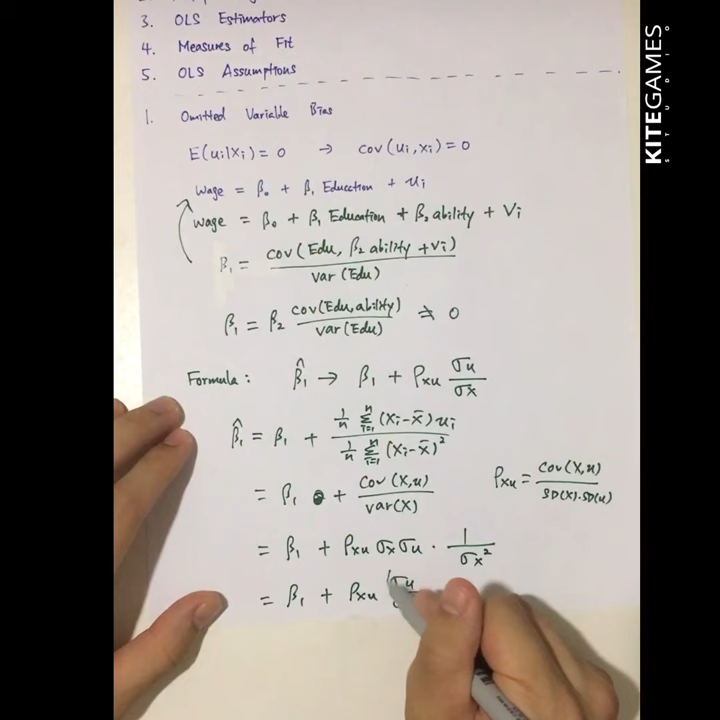 3. OLS Estimators
4. Measures of Fit
5. OLS Assumptions
1. Omitted Variable Bias
E(ui|Xi) = 0 → cov(ui, xi) = 0
Wage = β0 + β1 Education + ui
Wage = β0 + β1 Education + β2 ability + Vi
β1 = cov(Edu, β2 ability + Vi) / var(Edu)
β1 = β2 cov(Edu, ability) / var(Edu) ≠ 0
Formula: β̂1 → β1 + ρxu σu / σx
β̂1 = β1 + 1/n Σ i=1 n (Xi - x̄) ui / 1/n Σ i=1 n (Xi - x̄)²
= β1 + Cov(X,u) / var(X)
ρxu = Cov(X,u) / SD(X)·SD(u)
= β1 + ρxu σx σu · 1 / σx²
= β1 + ρxu σu
KITEGAMES
STUDIO